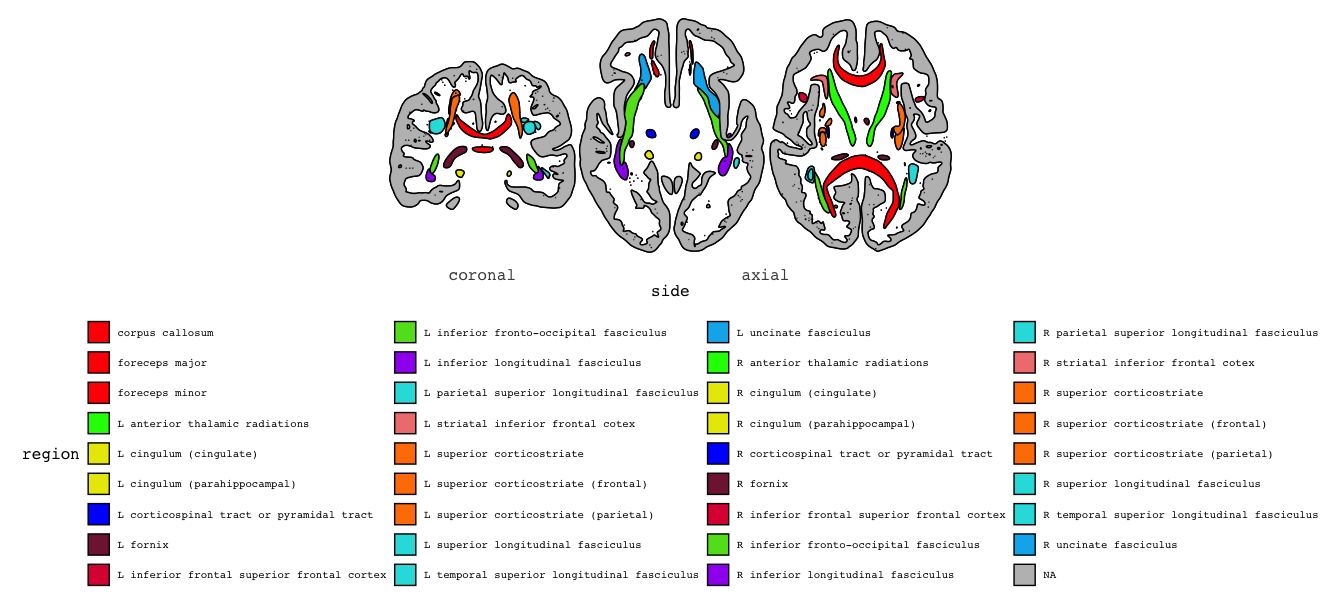 coronal
axial
side
region
corpus callosum
foreceps major
foreceps minor
L anterior thalamic radiations
L cingulum (cingulate)
L cingulum (parahippocampal)
L corticospinal tract or pyramidal tract
L fornix
L inferior frontal superior frontal cortex
L inferior fronto-occipital fasciculus
L inferior longitudinal fasciculus
L parietal superior longitudinal fasciculus
L striatal inferior frontal cotex
L superior corticostriate
L superior corticostriate (frontal)
L superior corticostriate (parietal)
L superior longitudinal fasciculus
L temporal superior longitudinal fasciculus
L uncinate fasciculus
R anterior thalamic radiations
R cingulum (cingulate)
R cingulum (parahippocampal)
R corticospinal tract or pyramidal tract
R fornix
R inferior frontal superior frontal cortex
R inferior fronto-occipital fasciculus
R inferior longitudinal fasciculus
R parietal superior longitudinal fasciculus
R striatal inferior frontal cotex
R superior corticostriate
R superior corticostriate (frontal)
R superior corticostriate (parietal)
R superior longitudinal fasciculus
R temporal superior longitudinal fasciculus
R uncinate fasciculus
NA